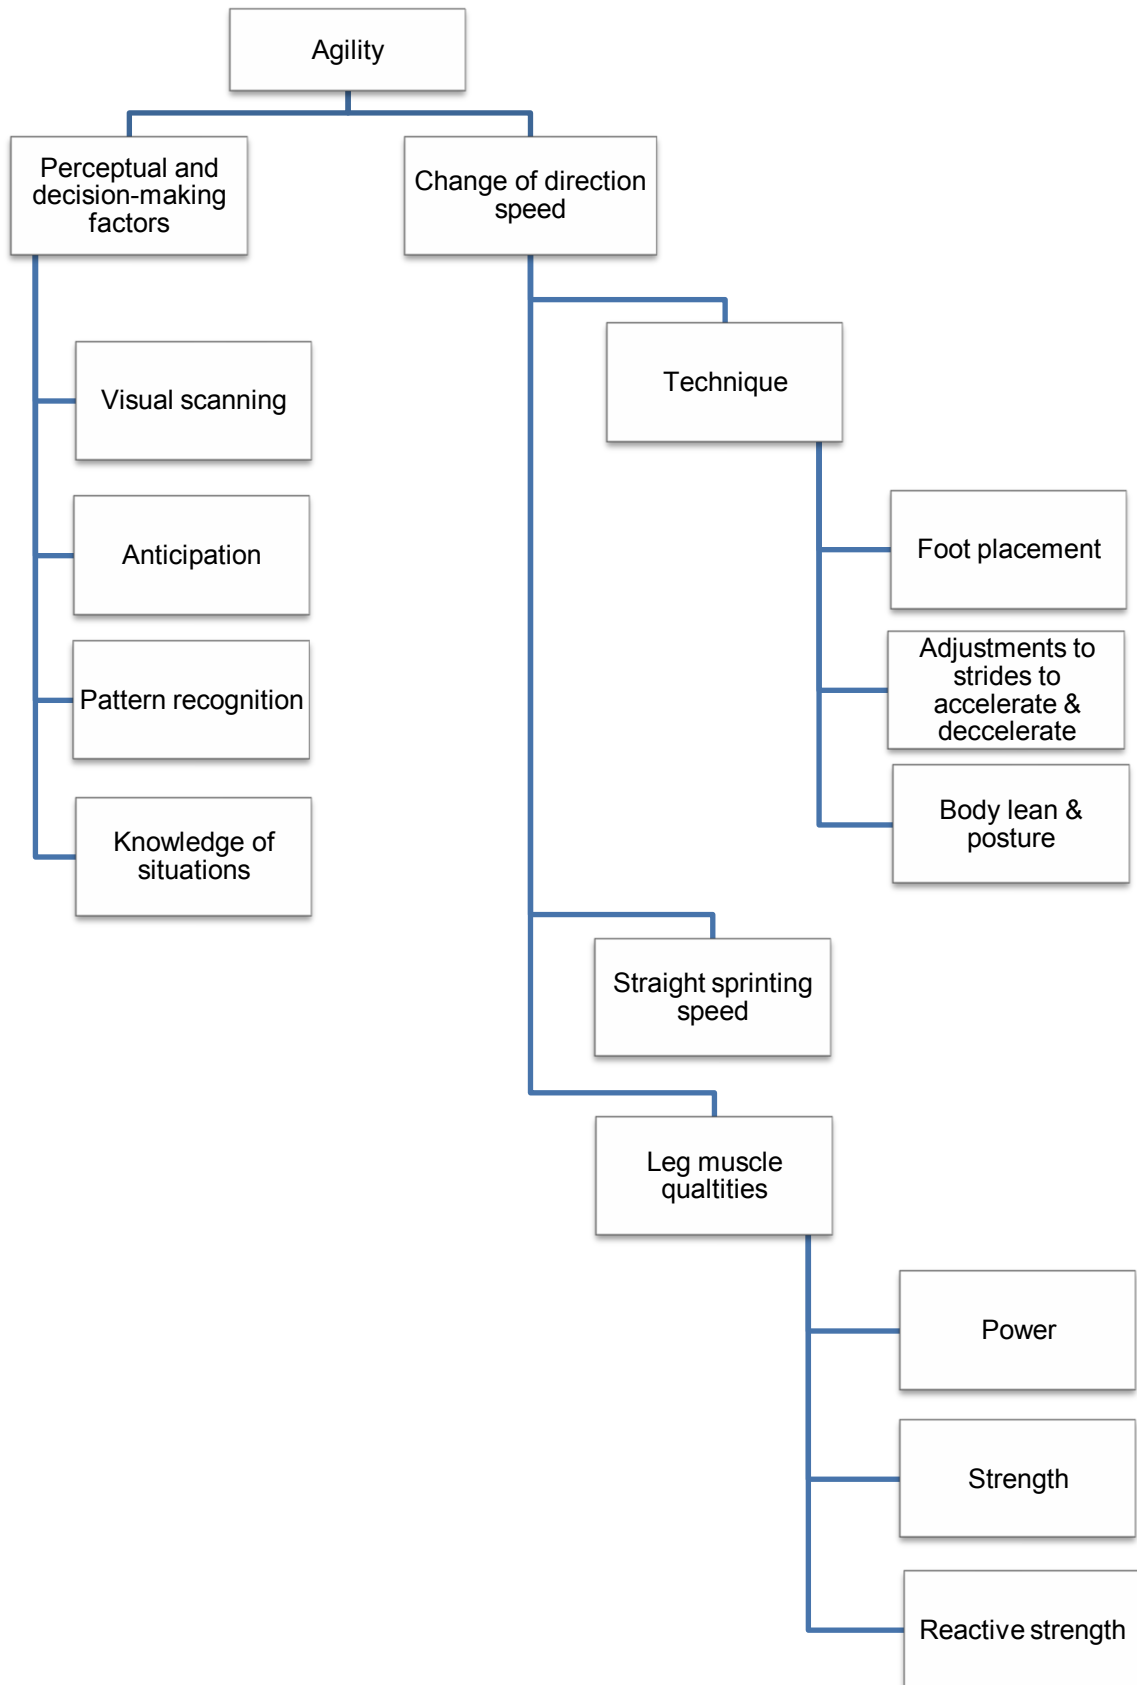 Agility
Perceptual and
decision-making
factors
Change of direction
speed
Visual scanning
Anticipation
Pattern recognition
Knowledge of
situations
Technique
Foot placement
Adjustments to
strides to
accelerate &
deccelerate
Body lean &
posture
Straight sprinting
speed
Leg muscle
qualtities
Power
Strength
Reactive strength